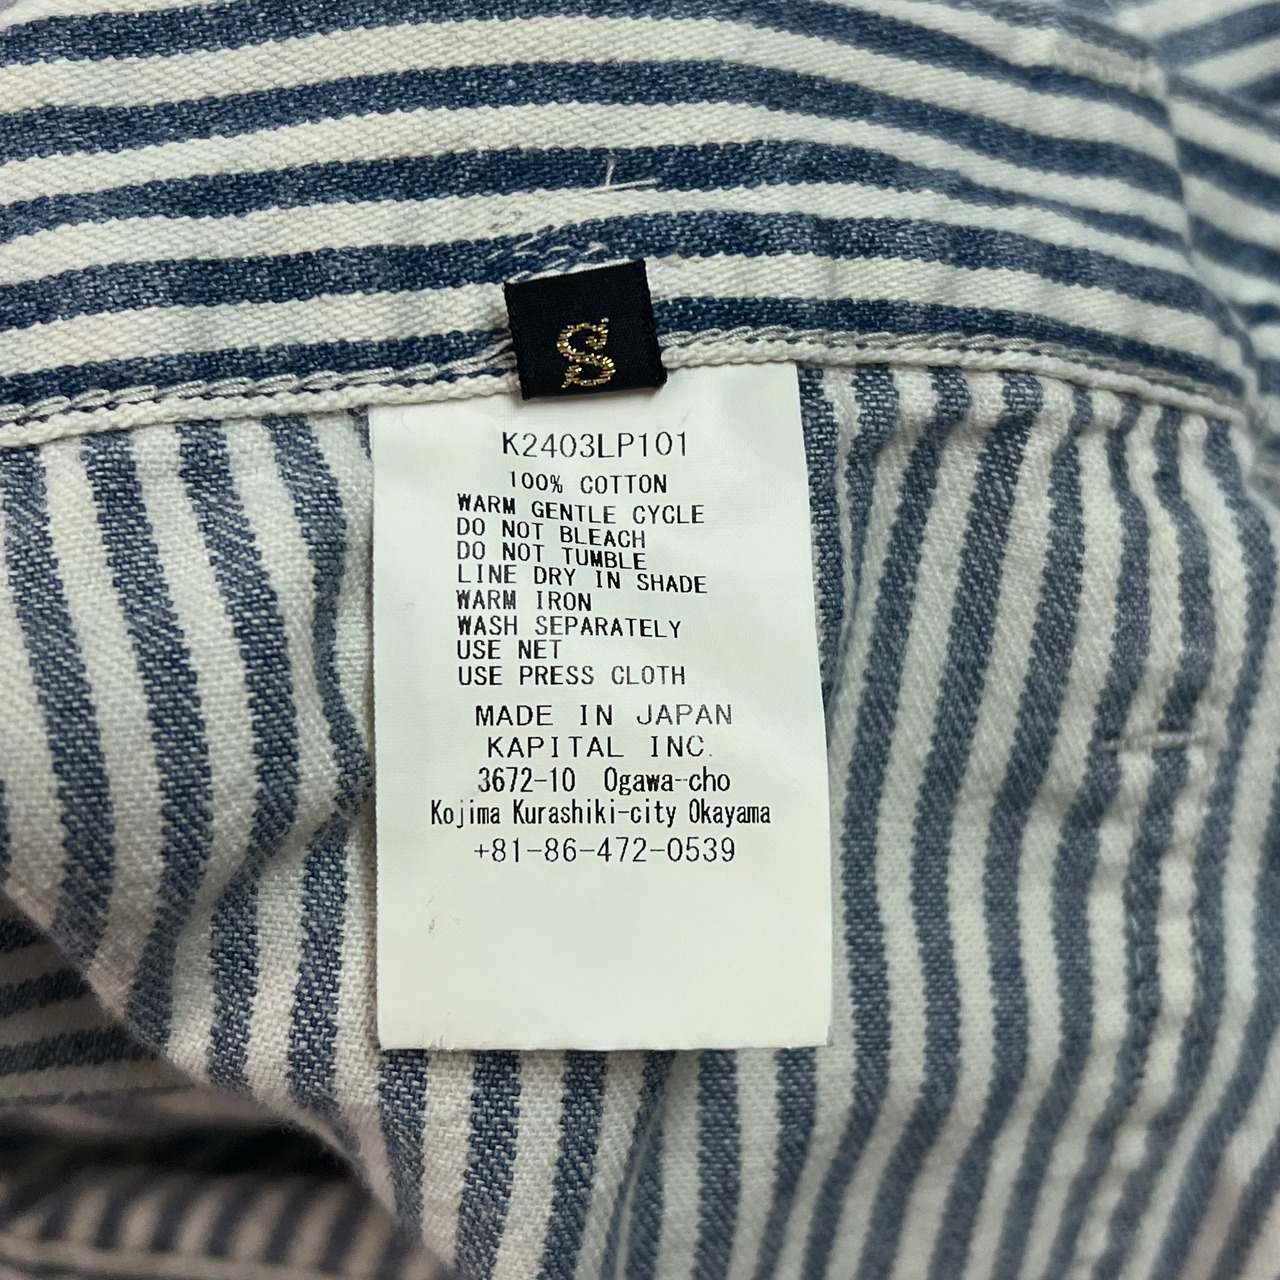 S
K2403LP101
100% COTTON
WARM GENTLE CYCLE
DO NOT BLEACH
DO NOT TUMBLE
LINE DRY IN SHADE
WARM IRON
WASH SEPARATELY
USE NET
USE PRESS CLOTH
MADE IN JAPAN
KAPITAL INC.
3672-10 Ogawa-cho
Kojima Kurashiki-city Okayama
+81-86-472-0539